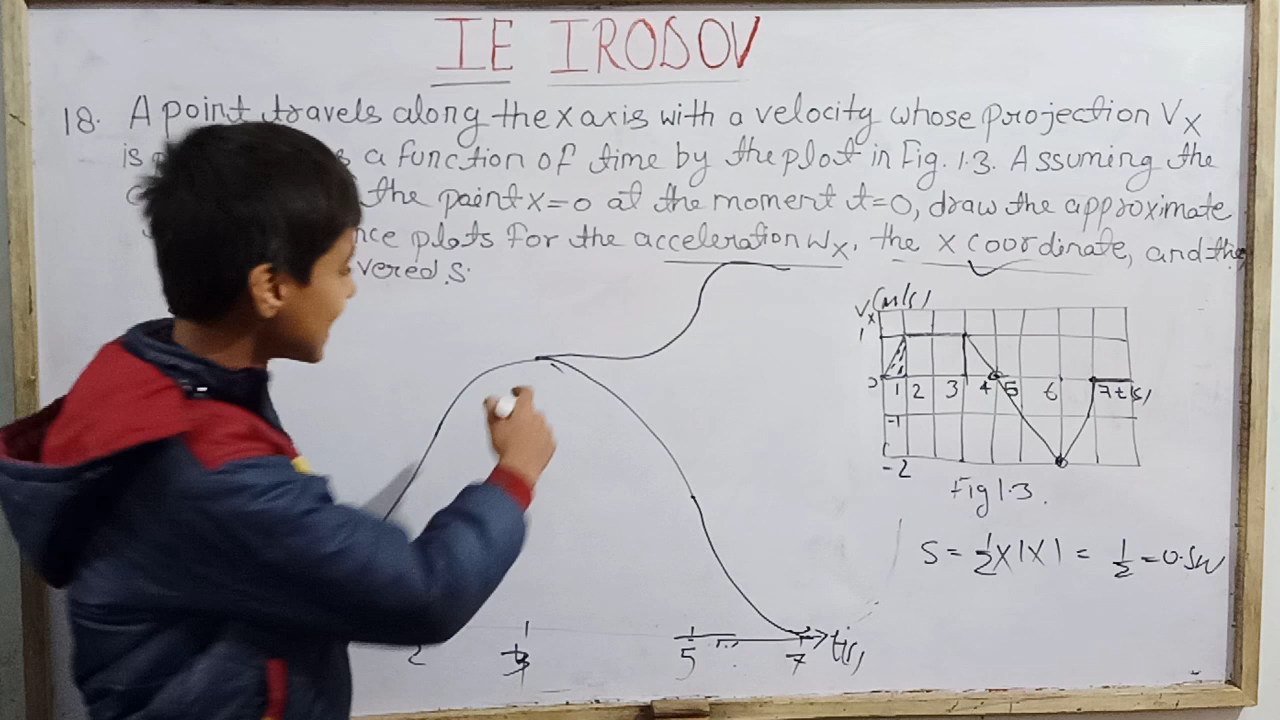 IE IRODOV
18. A point travels along the x axis with a velocity whose projection Vx
is a function of time by the plot in Fig. 1.3. Assuming the
the point x=0 at the moment t=0, draw the approximate
nce plots for the acceleration Wx, the x coordinate, and the
vered s.
Vx (m/s)
1
0 1 2 3 4 5 6 7 t(s)
-1
-2
Fig 1.3.
S = 1/2 X 1 X 1 = 1/2 = 0.5m
2 5 7 t(s)